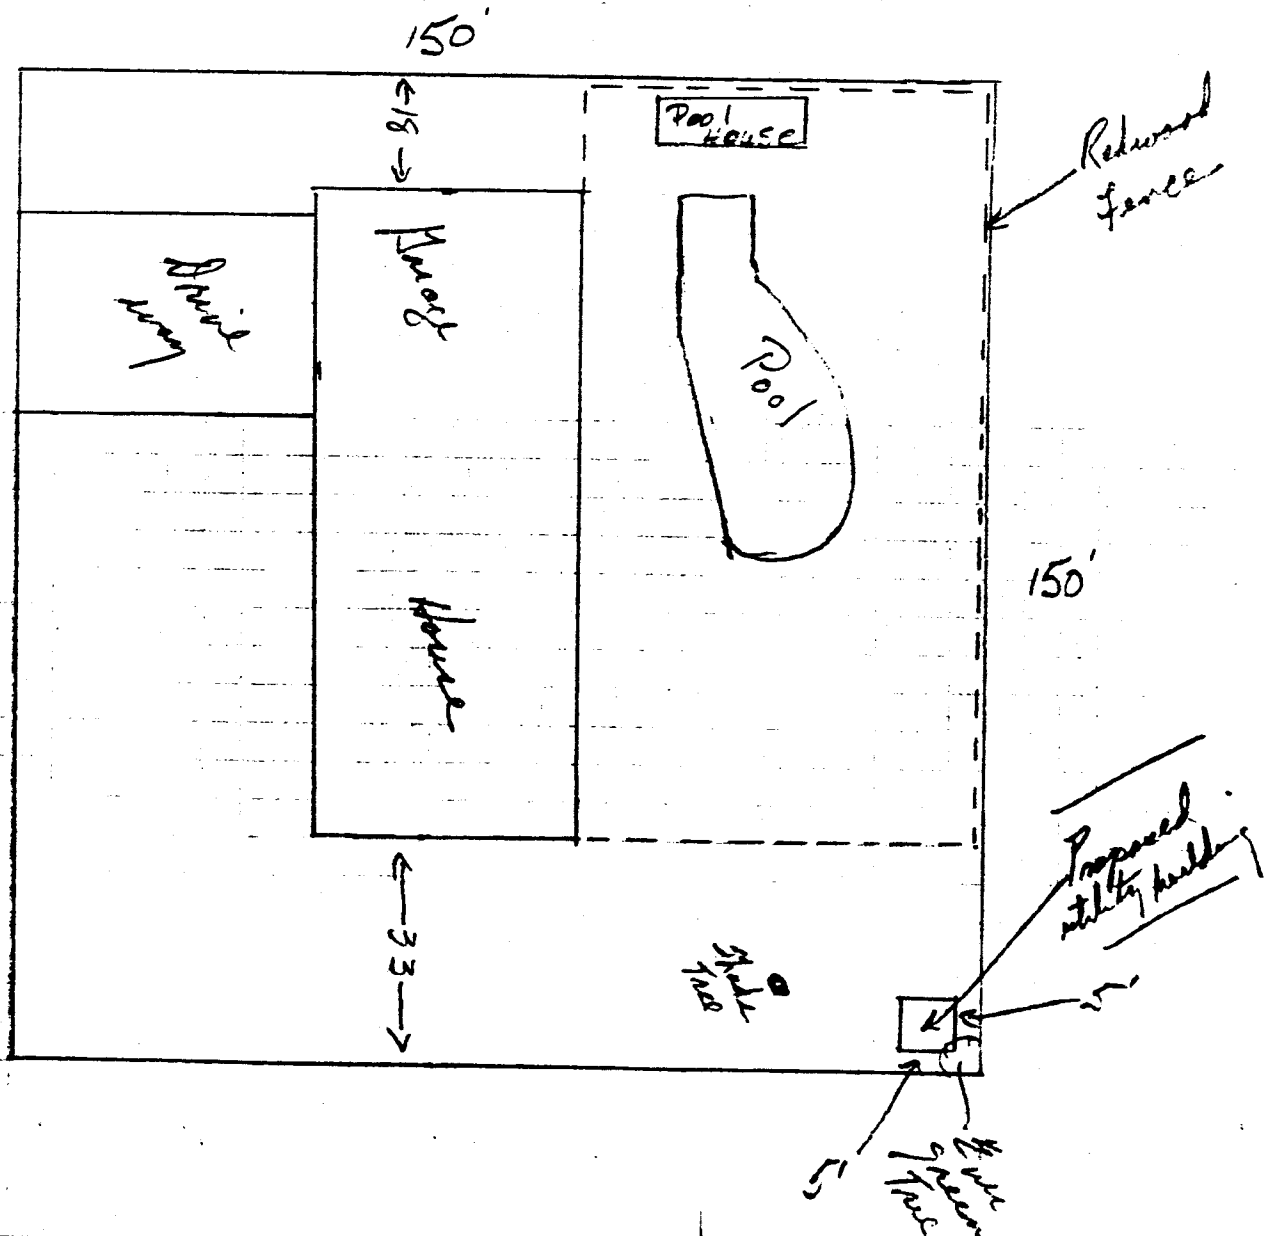 150'
18
Pool
House
Redwood
Fence
Garage
Drive
way
Pool
150'
House
Proposed
utility building
33
Shade
Tree
5'
5'
Ever
green
Tree